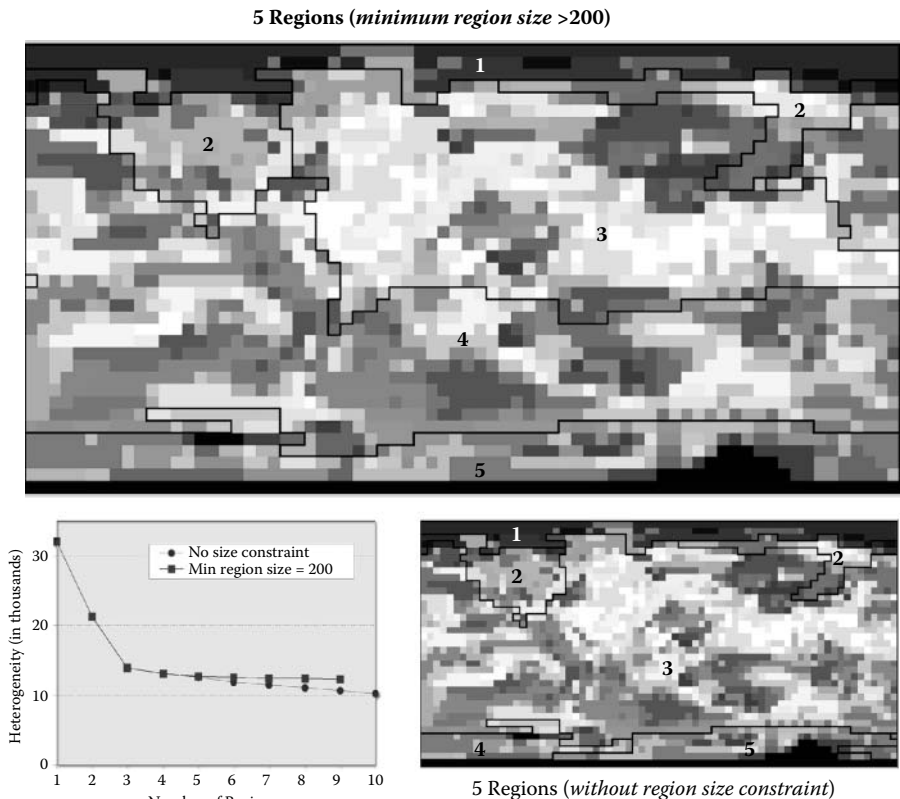 5 Regions (minimum region size >200)
1
2
2
3
4
5
Heterogeneity (in thousands)
30
20
10
0
No size constraint
Min region size = 200
1 2 3 4 5 6 7 8 9 10
1
2
2
3
4
5
5 Regions (without region size constraint)